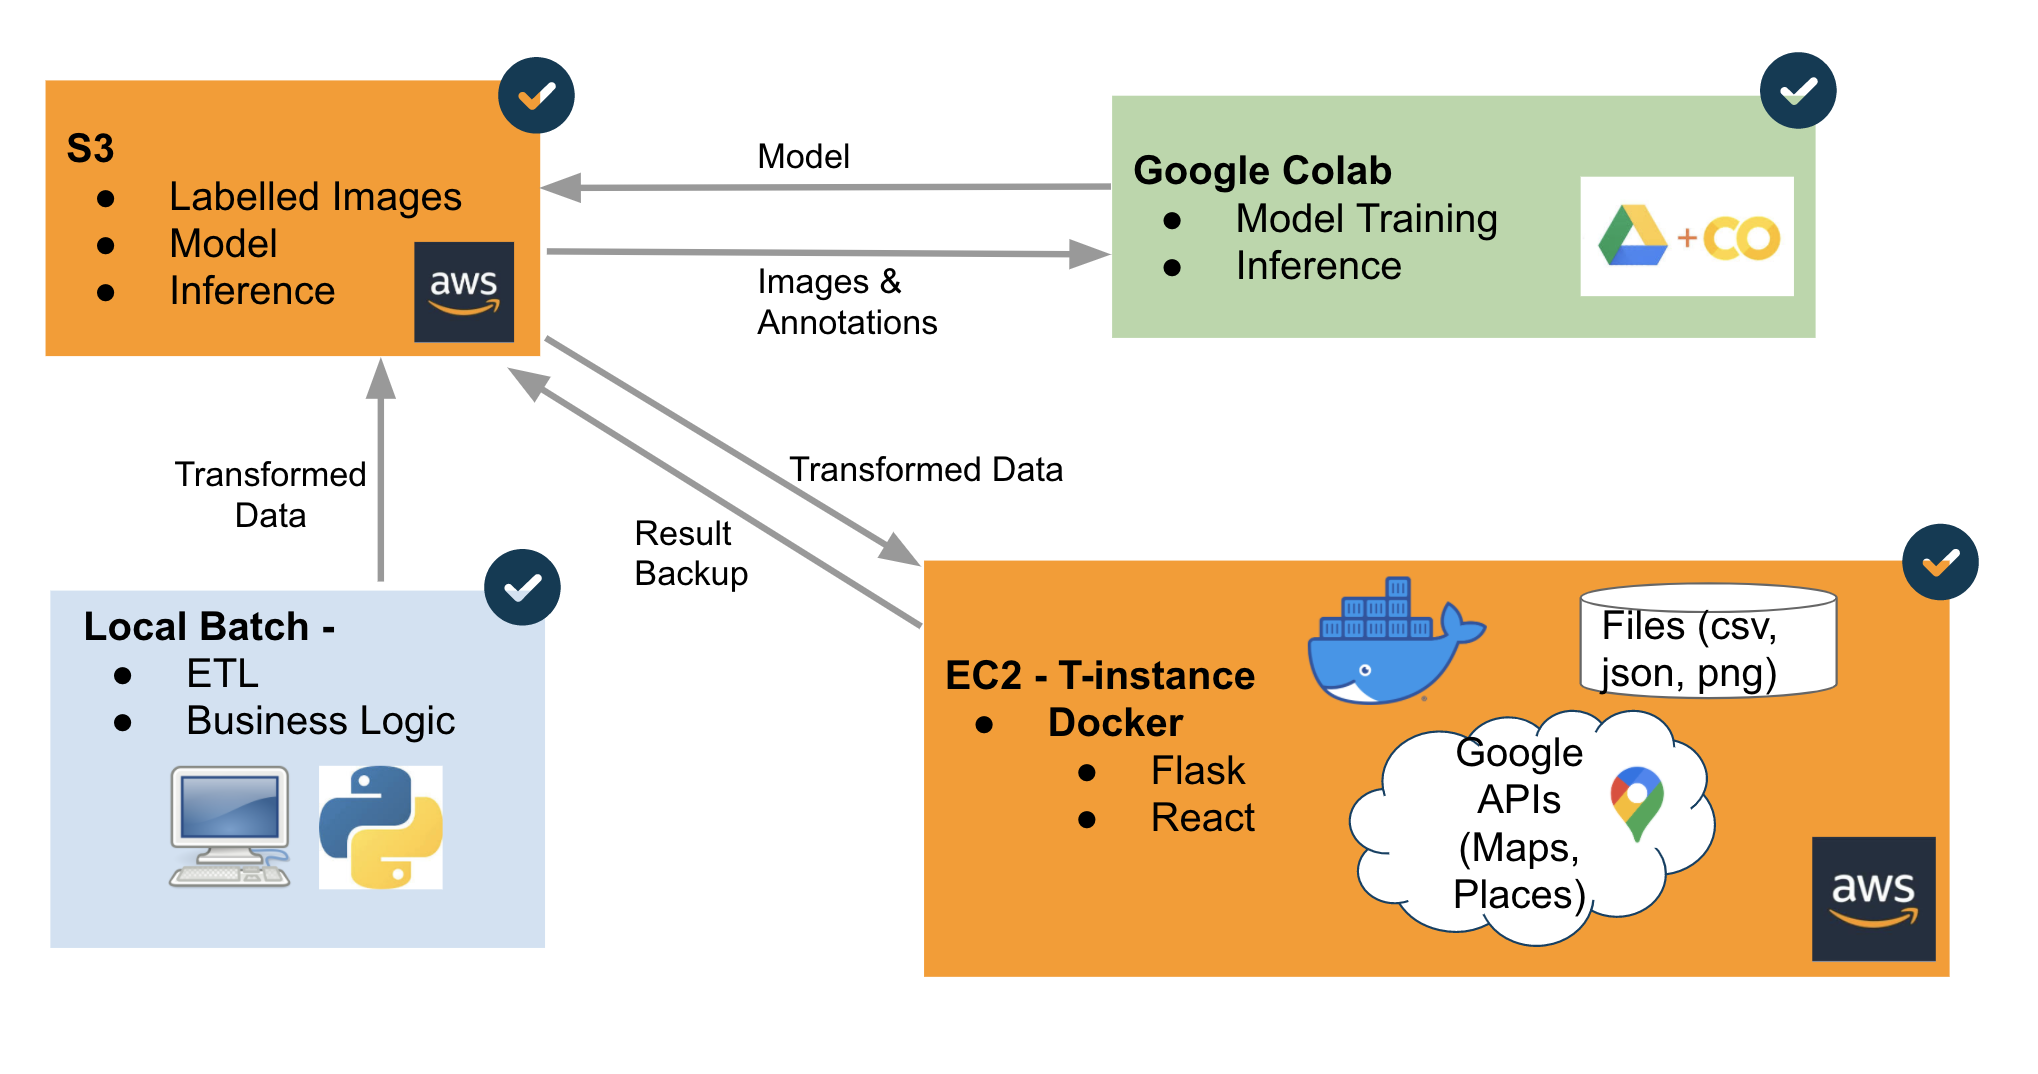 S3
● Labelled Images
● Model
● Inference
aws
Model
Images &
Annotations
Google Colab
● Model Training
● Inference
+
CO
Transformed
Data
Transformed Data
Result
Backup
Local Batch -
● ETL
● Business Logic
EC2 - T-instance
● Docker
● Flask
● React
Files (csv,
json, png)
Google
APIs
(Maps,
Places)
aws